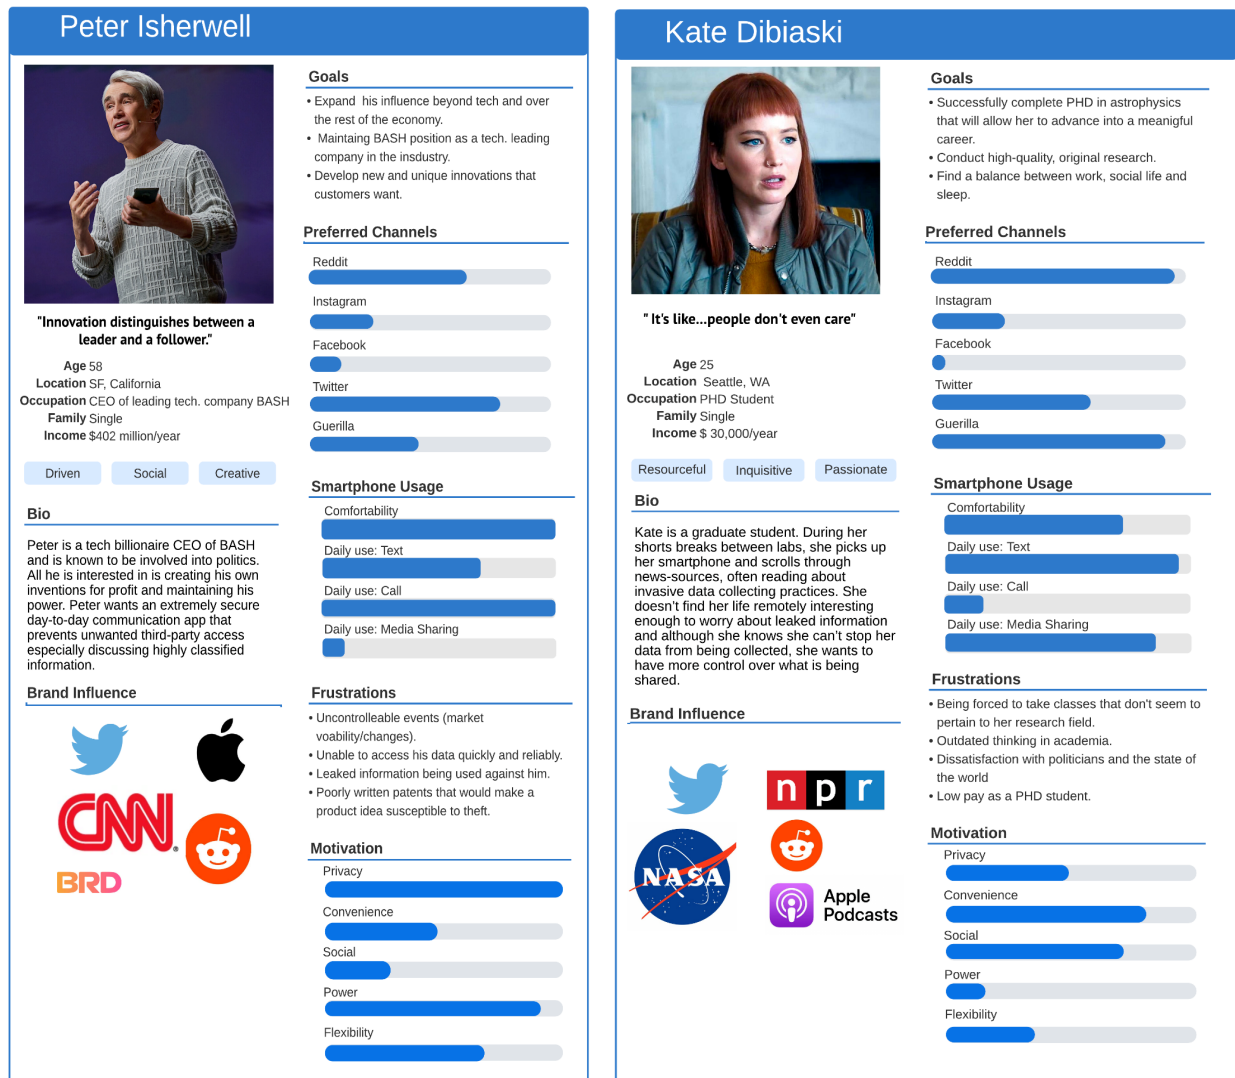 Peter Isherwell
"Innovation distinguishes between a
leader and a follower."
Age 58
Location SF, California
Occupation CEO of leading tech. company BASH
Family Single
Income $402 million/year
Driven
Social
Creative
Bio
Peter is a tech billionaire CEO of BASH
and is known to be involved into politics.
All he is interested in is creating his own
inventions for profit and maintaining his
power. Peter wants an extremely secure
day-to-day communication app that
prevents unwanted third-party access
especially discussing highly classified
information.
Brand Influence
CNN
BRD
Goals
• Expand  his influence beyond tech and over
the rest of the economy.
•  Maintaing BASH position as a tech. leading
company in the insdustry.
• Develop new and unique innovations that
customers want.
Preferred Channels
Reddit
Instagram
Facebook
Twitter
Guerilla
Smartphone Usage
Comfortability
Daily use: Text
Daily use: Call
Daily use: Media Sharing
Frustrations
• Uncontrolleable events (market
voability/changes).
• Unable to access his data quickly and reliably.
• Leaked information being used against him.
• Poorly written patents that would make a
product idea susceptible to theft.
Motivation
Privacy
Convenience
Social
Power
Flexibility
Kate Dibiaski
" It's like...people don't even care"
Age 25
Location  Seattle, WA
Occupation PHD Student
Family Single
Income $ 30,000/year
Resourceful
Inquisitive
Passionate
Bio
Kate is a graduate student. During her
shorts breaks between labs, she picks up
her smartphone and scrolls through
news-sources, often reading about
invasive data collecting practices. She
doesn't find her life remotely interesting
enough to worry about leaked information
and although she knows she can't stop her
data from being collected, she wants to
have more control over what is being
shared.
Brand Influence
npr
NASA
Apple
Podcasts
Goals
• Successfully complete PHD in astrophysics
that will allow her to advance into a meanigful
career.
• Conduct high-quality, original research.
• Find a balance between work, social life and
sleep.
Preferred Channels
Reddit
Instagram
Facebook
Twitter
Guerilla
Smartphone Usage
Comfortability
Daily use: Text
Daily use: Call
Daily use: Media Sharing
Frustrations
• Being forced to take classes that don't seem to
pertain to her research field.
• Outdated thinking in academia.
• Dissatisfaction with politicians and the state of
the world
• Low pay as a PHD student.
Motivation
Privacy
Convenience
Social
Power
Flexibility